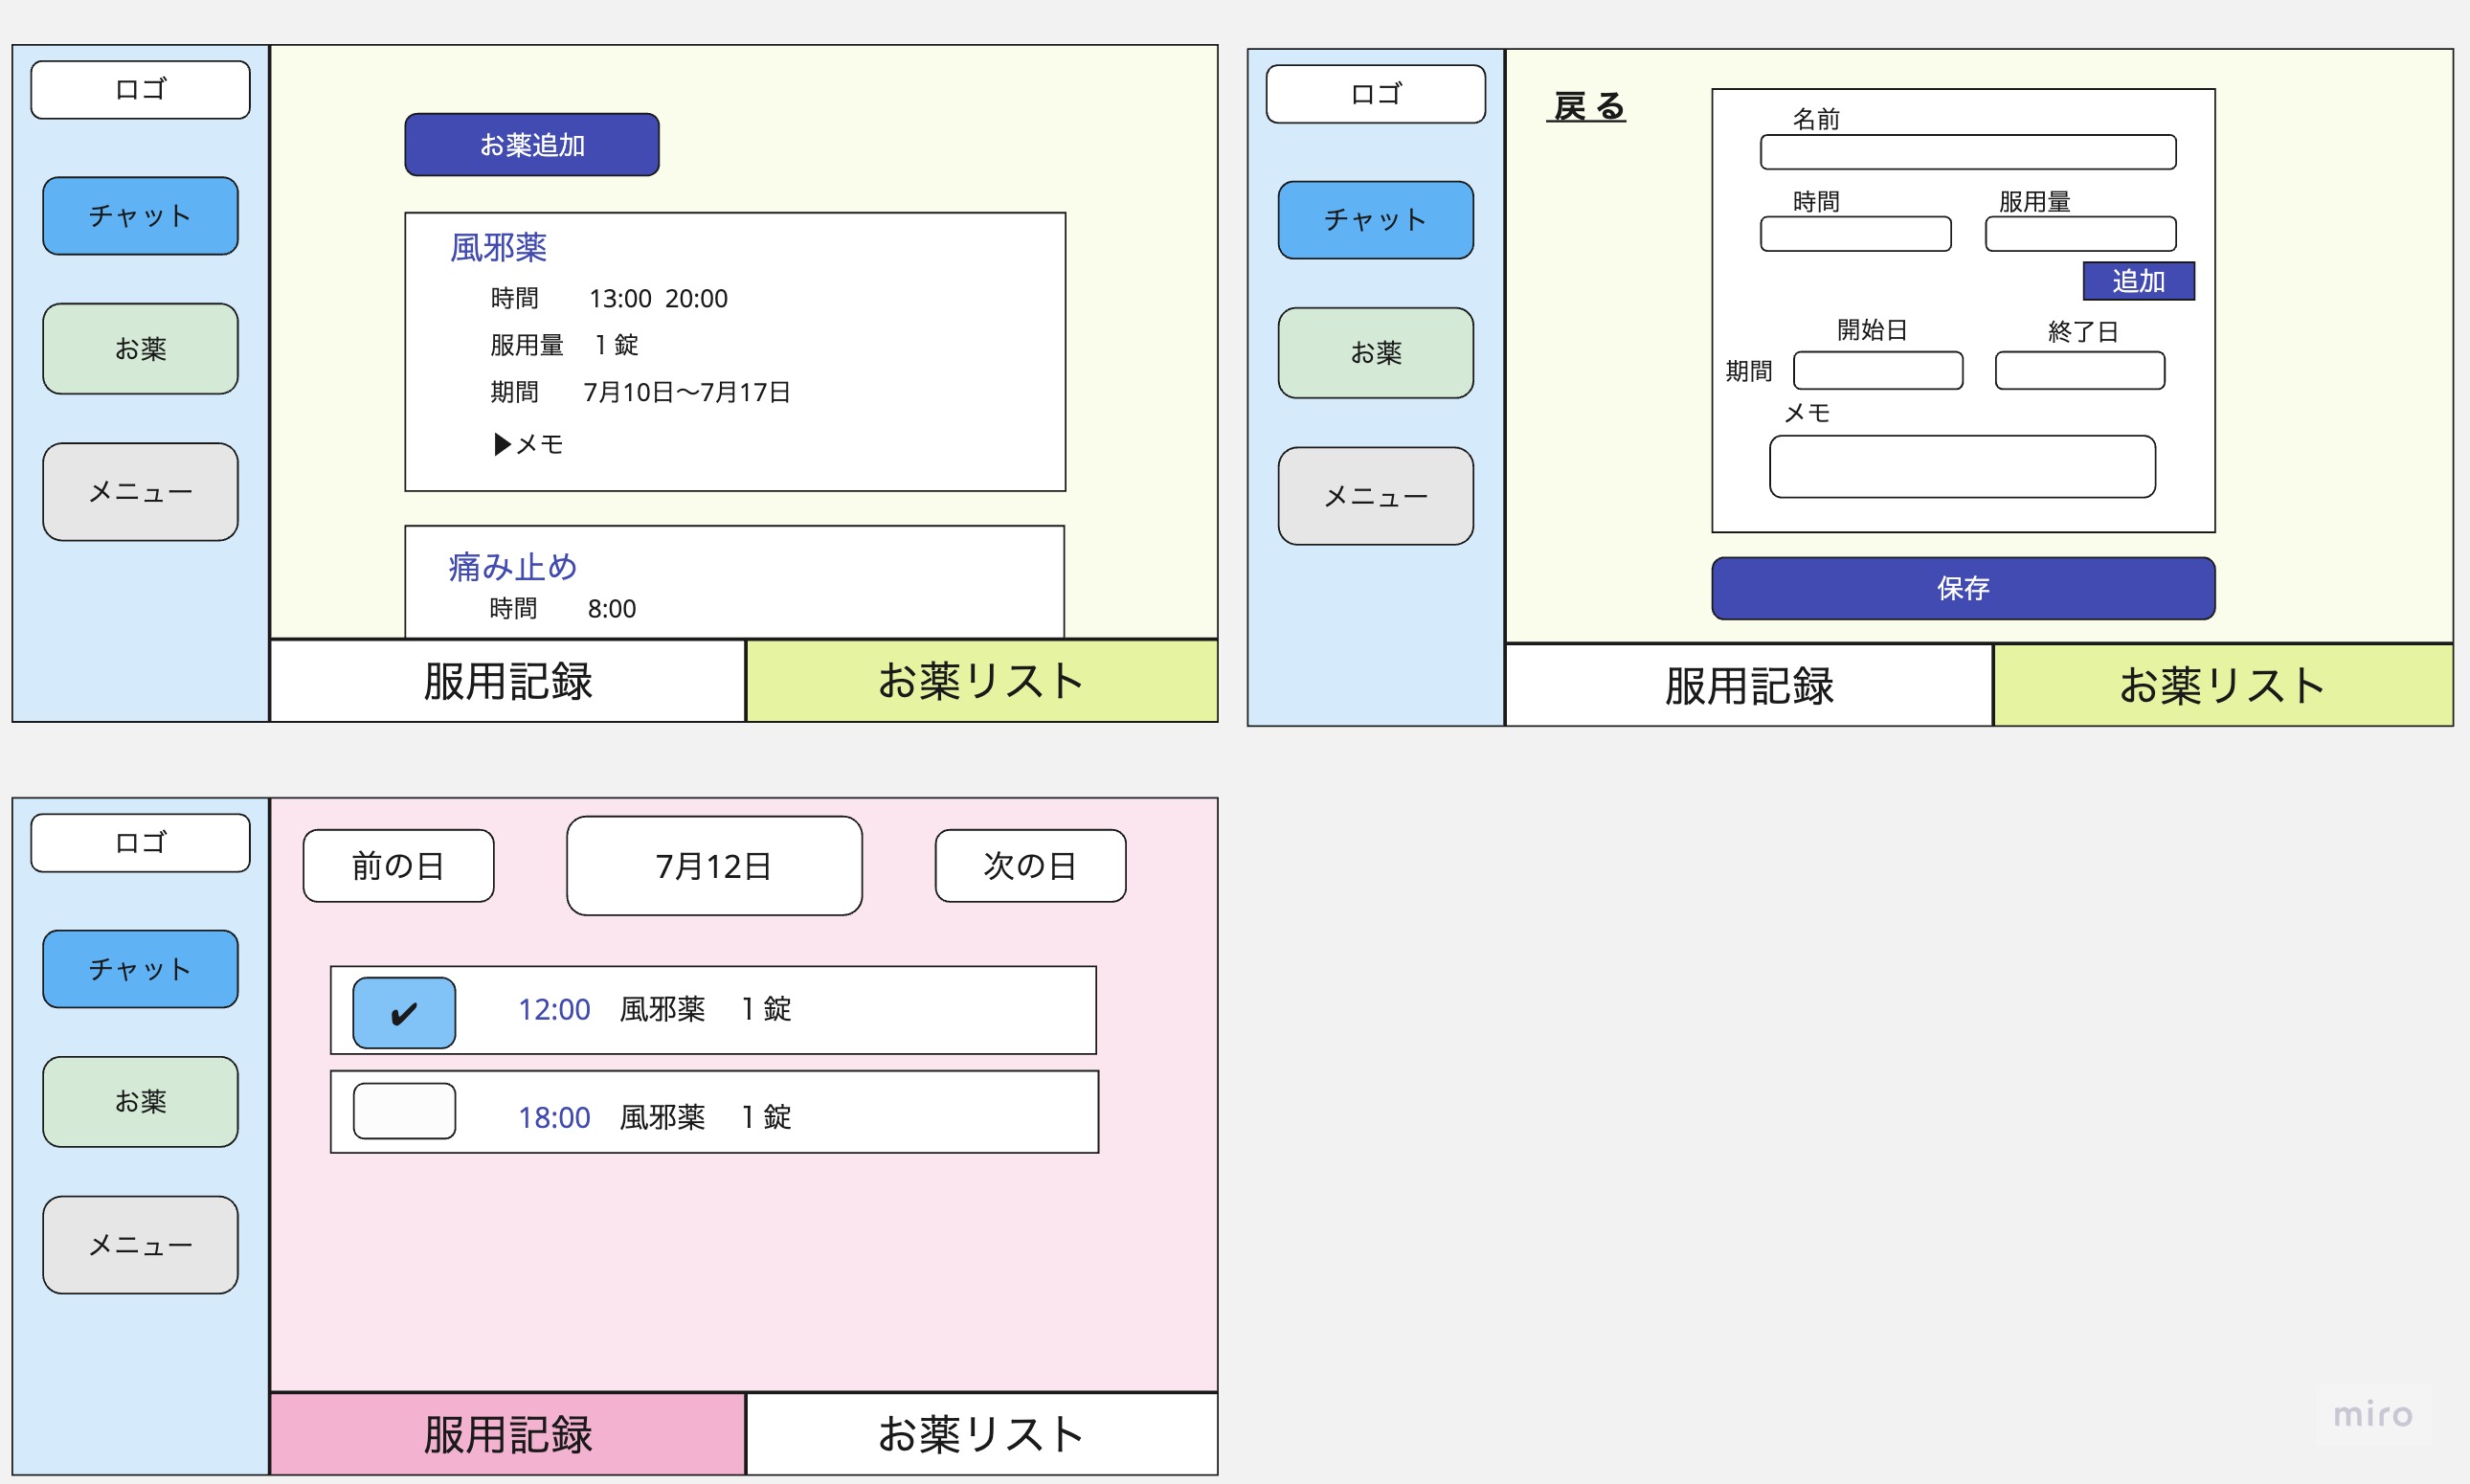 ロゴ
チャット
お薬
メニュー
お薬追加
風邪薬
時間 13:00 20:00
服用量 1錠
期間 7月10日～7月17日
▶メモ
痛み止め
時間 8:00
服用記録 お薬リスト
ロゴ
チャット
お薬
メニュー
戻る
名前
時間 服用量
追加
開始日 終了日
期間
メモ
保存
服用記録 お薬リスト
ロゴ
チャット
お薬
メニュー
前の日 7月12日 次の日
✔ 12:00 風邪薬 1錠
18:00 風邪薬 1錠
服用記録 お薬リスト
miro